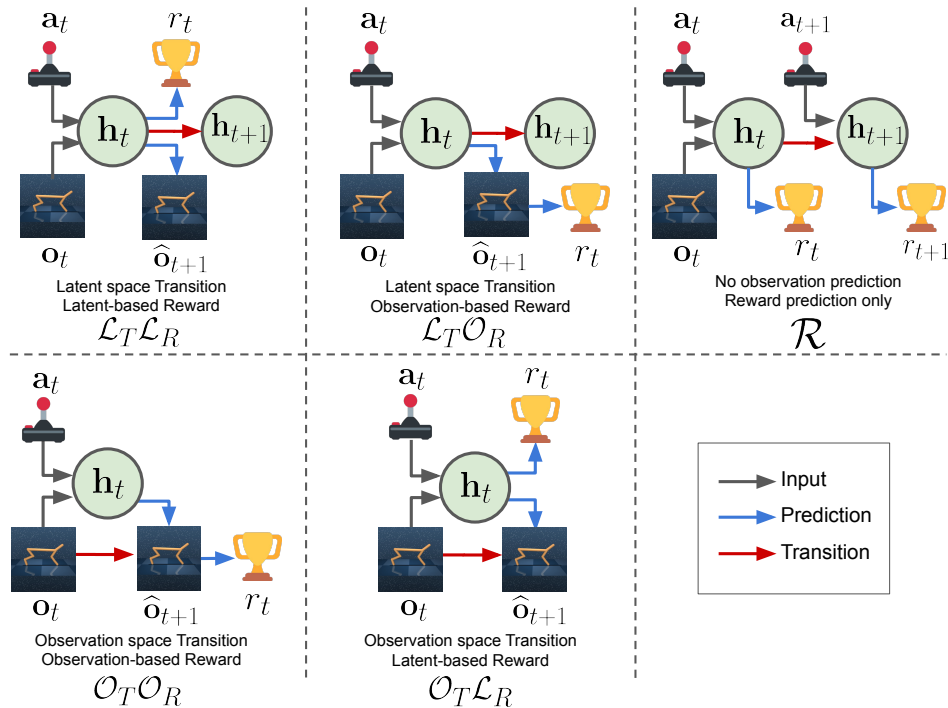 a_t
r_t
h_t
h_{t+1}
o_t
ô_{t+1}
Latent space Transition
Latent-based Reward
ℒ_Tℒ_R
a_t
h_t
h_{t+1}
o_t
ô_{t+1}
r_t
Latent space Transition
Observation-based Reward
ℒ_T𝒪_R
a_t
a_{t+1}
h_t
h_{t+1}
o_t
r_t
r_{t+1}
No observation prediction
Reward prediction only
ℛ
a_t
h_t
o_t
ô_{t+1}
r_t
Observation space Transition
Observation-based Reward
𝒪_T𝒪_R
a_t
r_t
h_t
o_t
ô_{t+1}
Observation space Transition
Latent-based Reward
𝒪_Tℒ_R
Input
Prediction
Transition